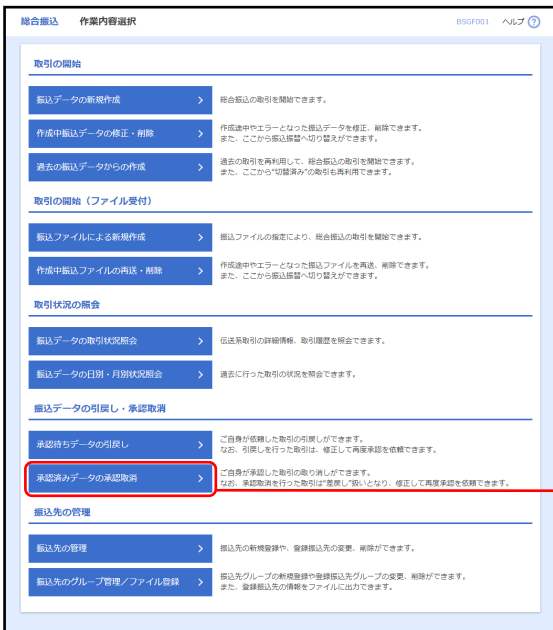 総合振込 作業内容選択 BSGF001 ヘルプ ?
取引の開始
振込データの新規作成 総合振込の取引を開始できます。
作成中振込データの修正・削除 作成途中やエラーとなった振込データを修正、削除できます。
また、ここから振込振替へ切り替えができます。
過去の振込データからの作成 過去の取引を再利用して、総合振込の取引を開始できます。
また、ここから“切替済み”の取引も再利用できます。
取引の開始（ファイル受付）
振込ファイルによる新規作成 振込ファイルの指定により、総合振込の取引を開始できます。
作成中振込ファイルの再送・削除 作成途中やエラーとなった振込ファイルを再送、削除できます。
また、ここから振込振替へ切り替えができます。
取引状況の照会
振込データの取引状況照会 伝送系取引の詳細情報、取引履歴を照会できます。
振込データの日別・月別状況照会 過去に行った取引の状況を照会できます。
振込データの引戻し・承認取消
承認待ちデータの引戻し ご自身が依頼した取引の引戻しができます。
なお、引戻しを行った取引は、修正して再度承認を依頼できます。
承認済みデータの承認取消 ご自身が承認した取引の取り消しができます。
なお、承認取消を行った取引は“差戻し”扱いとなり、修正して再度承認を依頼できます。
振込先の管理
振込先の管理 振込先の新規登録や、登録振込先の変更、削除ができます。
振込先のグループ管理／ファイル登録 振込先グループの新規登録や登録振込先グループの変更、削除ができます。
また、登録振込先の情報をファイルに出力できます。